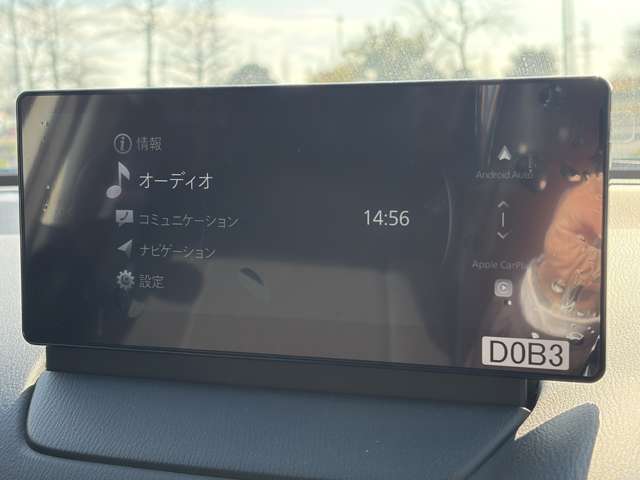 情報
オーディオ
コミュニケーション
14:56
ナビゲーション
設定
Android Auto
Apple CarPlay
D0B3